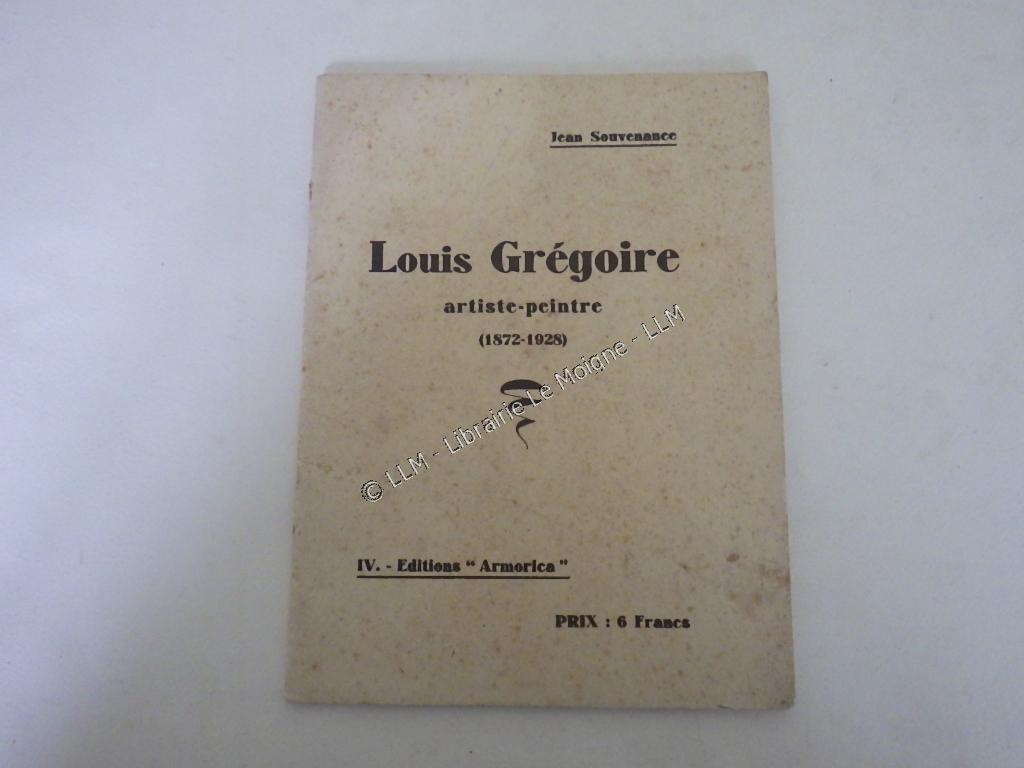 Jean Souvenance
Louis Grégoire
artiste-peintre
(1872-1928)
© LLM - Librairie Le Moigne - LLM
IV. - Editions " Armorica "
PRIX : 6 Francs